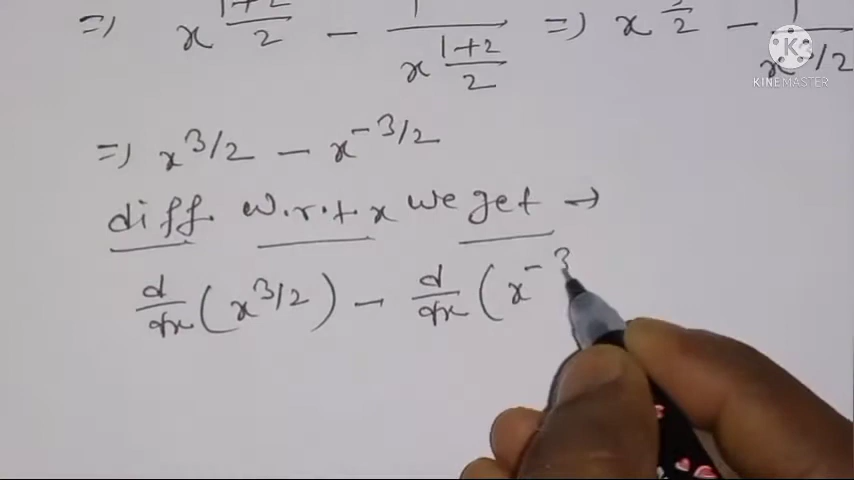 =) x^(1+2)/2 - 1/x^(1+2)/2 =) x^3/2 - 1/x^3/2
=) x^3/2 - x^-3/2
diff. w.r.t x we get →
d/dx (x^3/2) - d/dx (x^-3
K
KINEMASTER